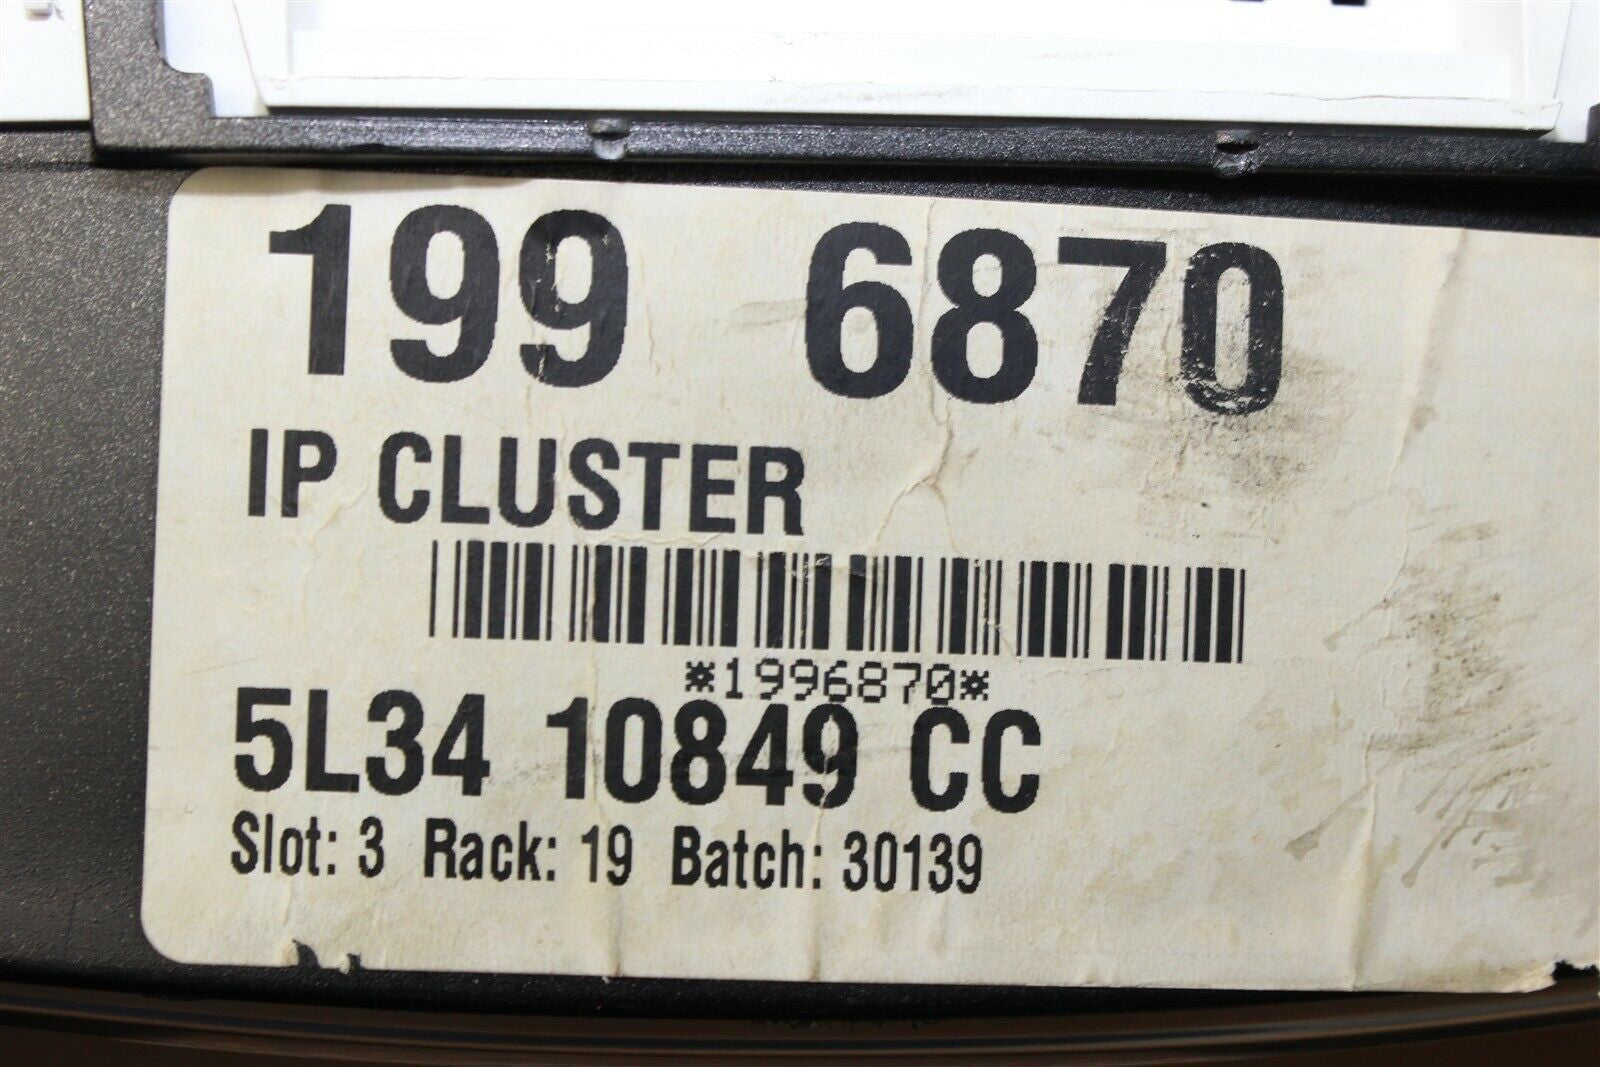 199 6870
IP CLUSTER
*1996870*
5L34 10849 CC
Slot: 3 Rack: 19 Batch: 30139